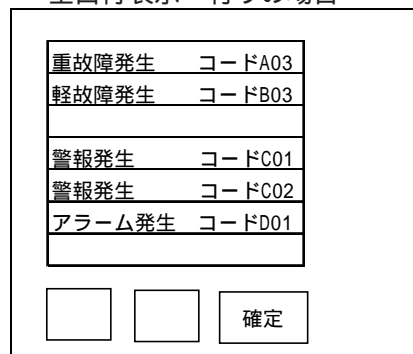 重故障発生 コードA03
軽故障発生 コードB03
警報発生 コードC01
警報発生 コードC02
アラーム発生 コードD01
確定